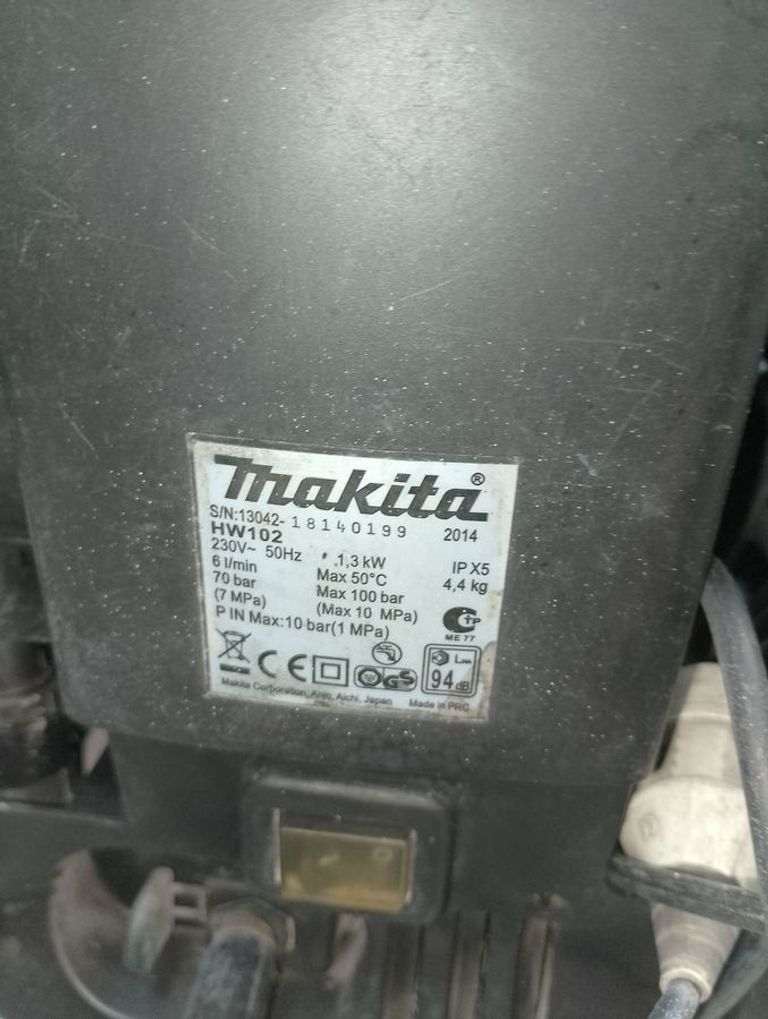 makita®
S/N:13042- 18140199 2014
HW102
230V~ 50Hz 1,3 kW IP X5
6 l/min Max 50°C 4,4 kg
70 bar Max 100 bar
(7 MPa) (Max 10 MPa)
P IN Max:10 bar(1 MPa)
ME 77
CE GS
94 dB
Makita Corporation, Anjo, Aichi, Japan Made in PRC